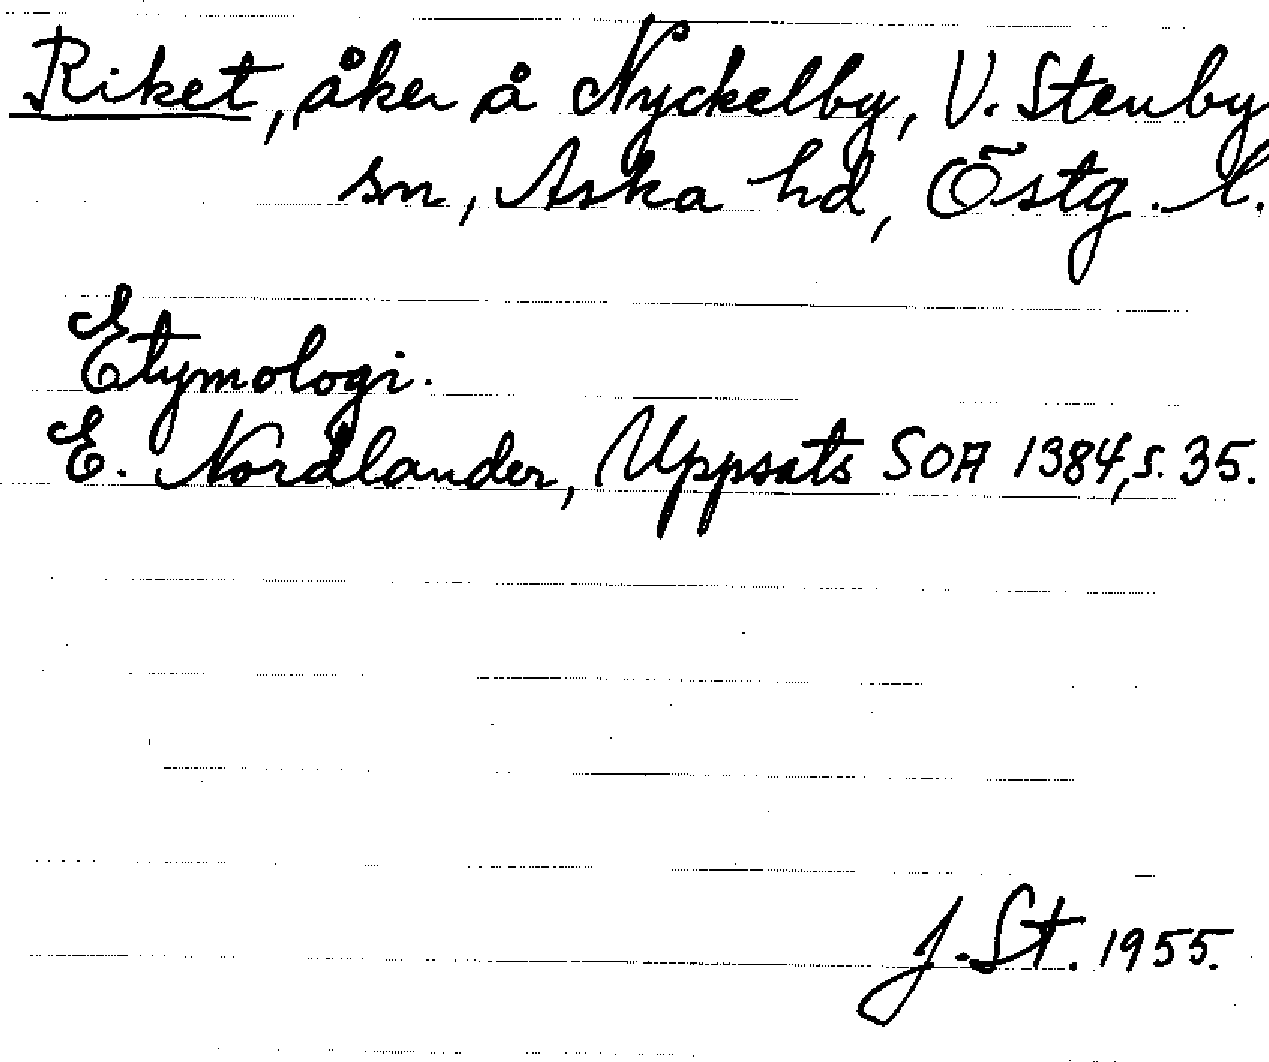 Riket, åker å Nyckelby, V. Stenby
sn, Aska hd, Östg. l.
Etymologi.
E. Nordlander, Uppsats SOA 1384, s. 35.
J. St. 1955.